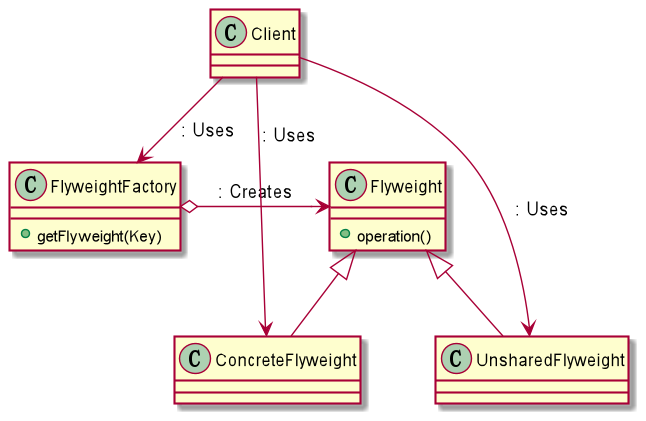 C Client
: Uses
: Uses
C FlyweightFactory
getFlyweight(Key)
: Creates
C Flyweight
operation()
: Uses
C ConcreteFlyweight
C UnsharedFlyweight